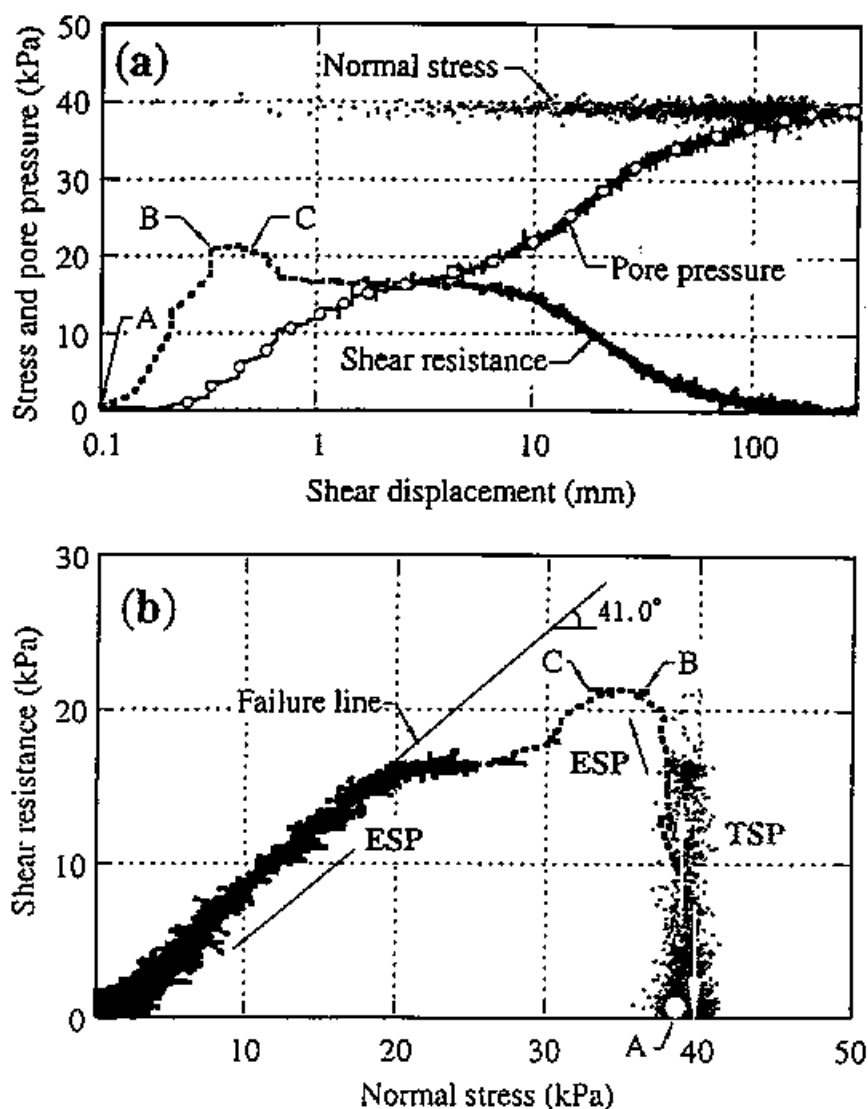 (a)
Stress and pore pressure (kPa)
50
40
30
20
10
0
Normal stress
B
C
A
Pore pressure
Shear resistance
0.1
1
10
100
Shear displacement (mm)
(b)
Shear resistance (kPa)
30
20
10
0
41.0°
C
B
Failure line
ESP
ESP
TSP
A
10
20
30
40
50
Normal stress (kPa)